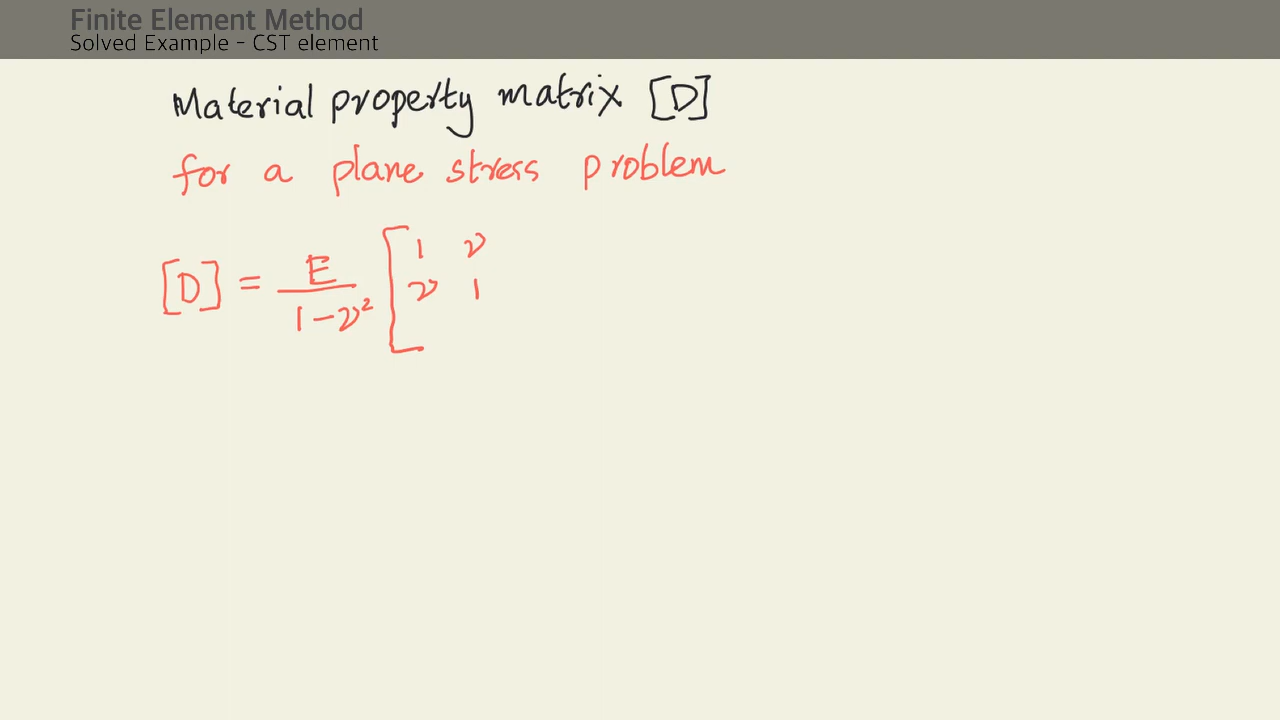 Finite Element Method
Solved Example - CST element
Material property matrix [D]
for a plane stress problem
[D] = E / 1-ν² [ 1 ν
ν 1